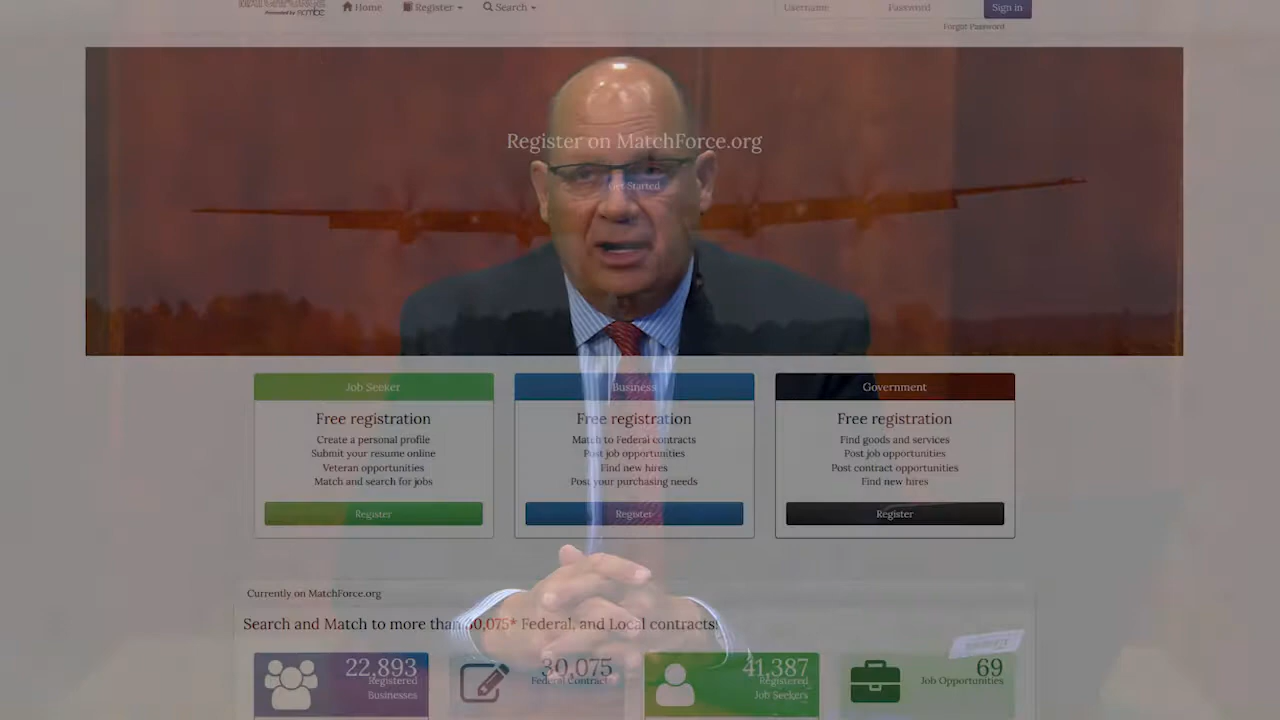 MATCHFORCE
Powered by ncmbc
Home Register Search Username Password Sign in
Forgot Password
Register on MatchForce.org
Get Started
Job Seeker
Free registration
Create a personal profile
Submit your resume online
Veteran opportunities
Match and search for jobs
Register
Business
Free registration
Match to Federal contracts
Post job opportunities
Find new hires
Post your purchasing needs
Register
Government
Free registration
Find goods and services
Post job opportunities
Post contract opportunities
Find new hires
Register
Currently on MatchForce.org
Search and Match to more than 30,075* Federal, and Local contracts!
22,893
Registered
Businesses
30,075
Federal Contract
41,387
Registered
Job Seekers
69
Job Opportunities